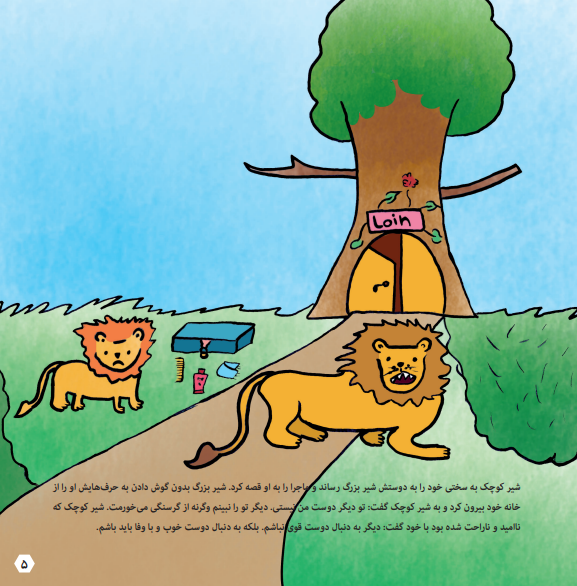 Loin
شیر کوچک به سختی خود را به دوستش شیر بزرگ رساند و ماجرا را به او قصه کرد. شیر بزرگ بدون گوش دادن به حرف‌هایش او را از
خانه خود بیرون کرد و به شیر کوچک گفت: تو دیگر دوست من نیستی. دیگر تو را نبینم وگرنه از گرسنگی می‌خورمت. شیر کوچک که
ناامید و ناراحت شده بود با خود گفت: دیگر به دنبال دوست قوی نباشم. بلکه به دنبال دوست خوب و با وفا باید باشم.
۵